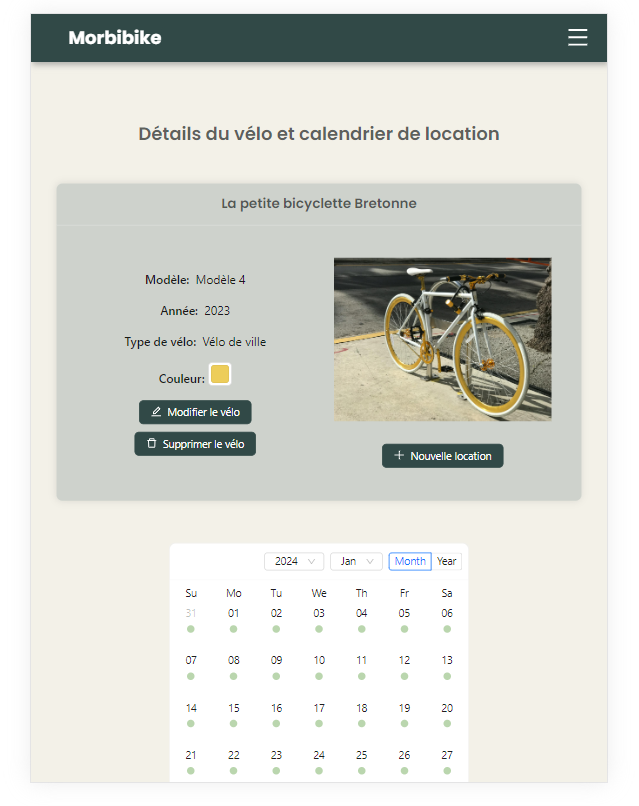 Morbibike
Détails du vélo et calendrier de location
La petite bicyclette Bretonne
Modèle: Modèle 4
Année: 2023
Type de vélo: Vélo de ville
Couleur:
Modifier le vélo
Supprimer le vélo
Nouvelle location
2024 Jan Month Year
Su Mo Tu We Th Fr Sa
31 01 02 03 04 05 06
07 08 09 10 11 12 13
14 15 16 17 18 19 20
21 22 23 24 25 26 27